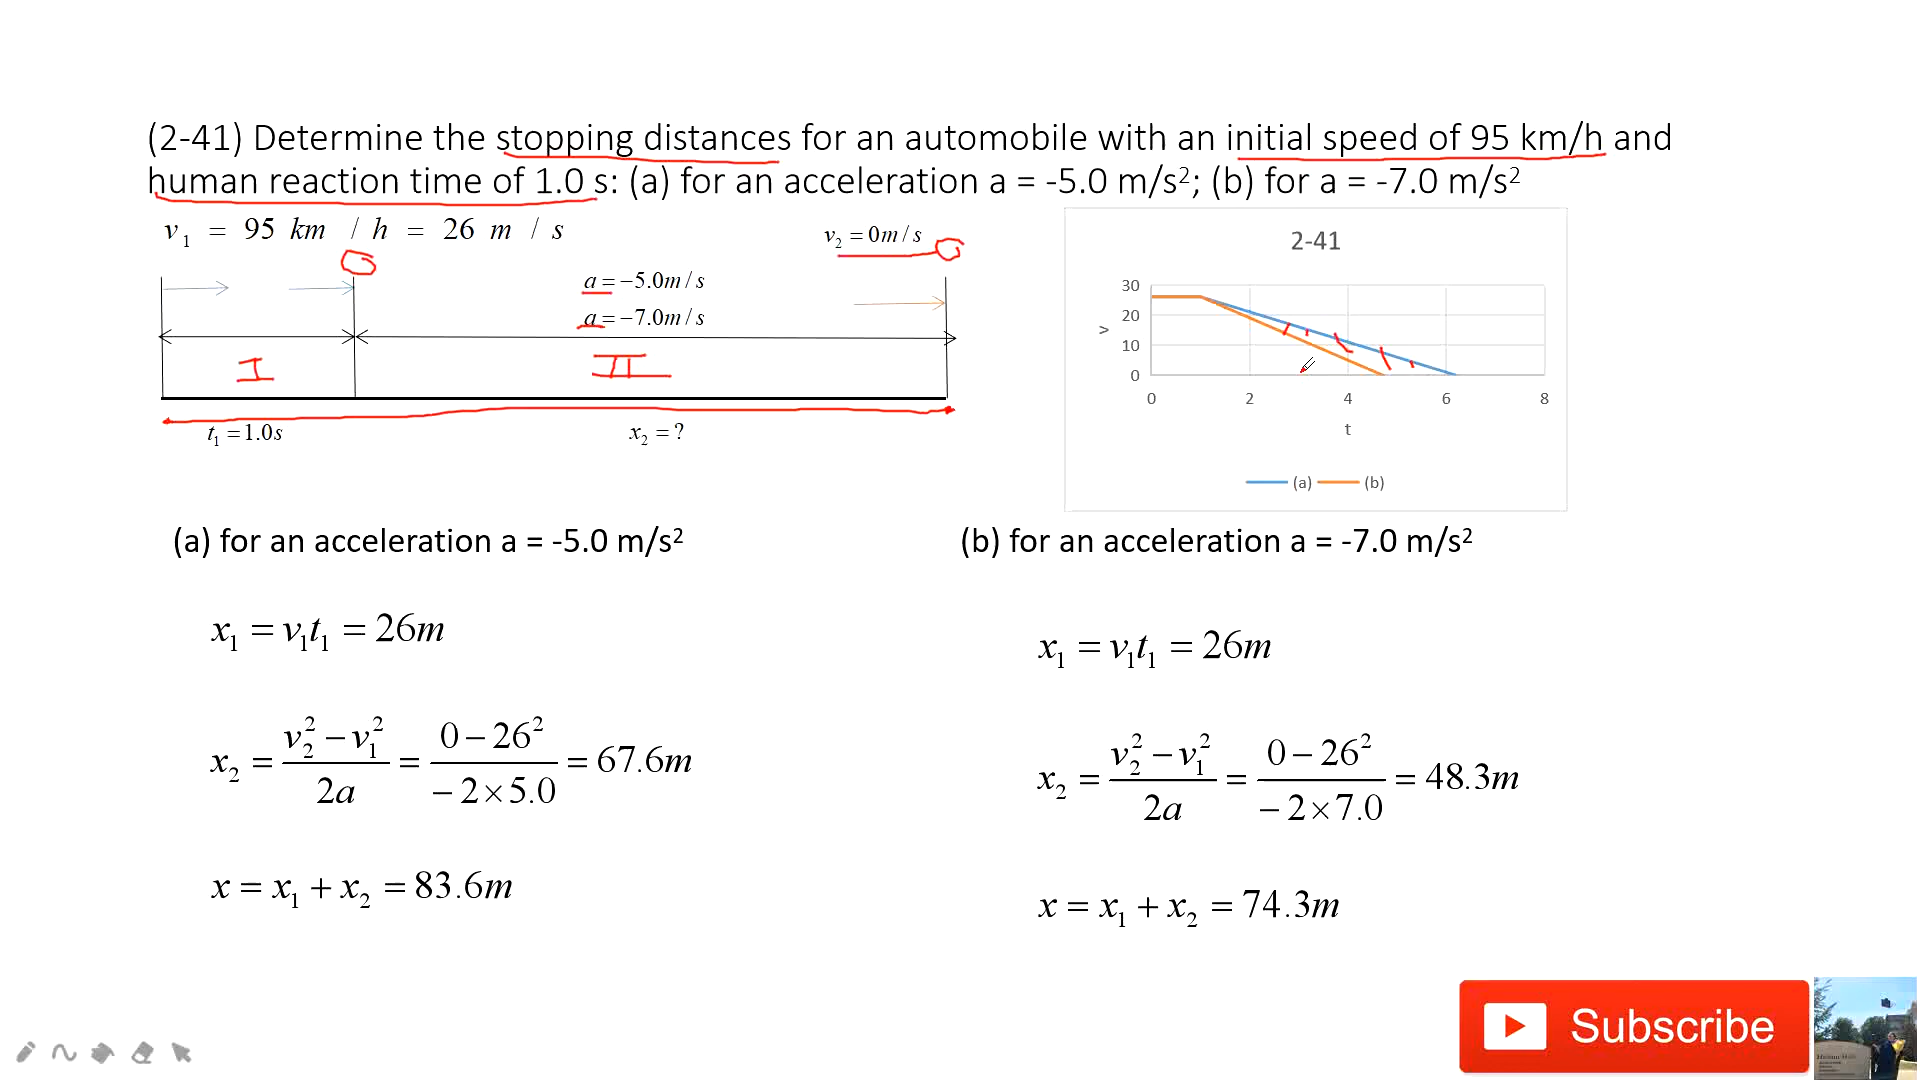 (2-41) Determine the stopping distances for an automobile with an initial speed of 95 km/h and
human reaction time of 1.0 s: (a) for an acceleration a = -5.0 m/s²; (b) for a = -7.0 m/s²
v₁ = 95 km / h = 26 m / s
v₂ = 0m / s
a = −5.0m / s
a = −7.0m / s
I
II
t₁ = 1.0s
x₂ = ?
2-41
30
20
10
0
v
0 2 4 6 8
t
(a) (b)
(a) for an acceleration a = -5.0 m/s²
x₁ = v₁t₁ = 26m
x₂ = (v₂² − v₁²) / 2a = (0 − 26²) / (− 2 × 5.0) = 67.6m
x = x₁ + x₂ = 83.6m
(b) for an acceleration a = -7.0 m/s²
x₁ = v₁t₁ = 26m
x₂ = (v₂² − v₁²) / 2a = (0 − 26²) / (− 2 × 7.0) = 48.3m
x = x₁ + x₂ = 74.3m
Subscribe